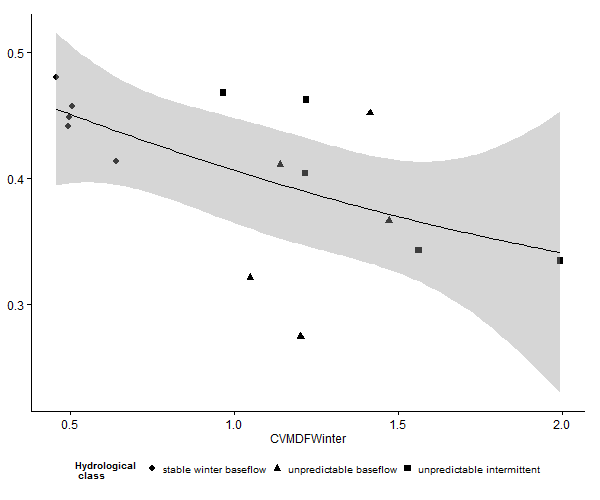 0.5
0.4
0.3
0.5 1.0 1.5 2.0
CVMDFWinter
Hydrological class
stable winter baseflow unpredictable baseflow unpredictable intermittent